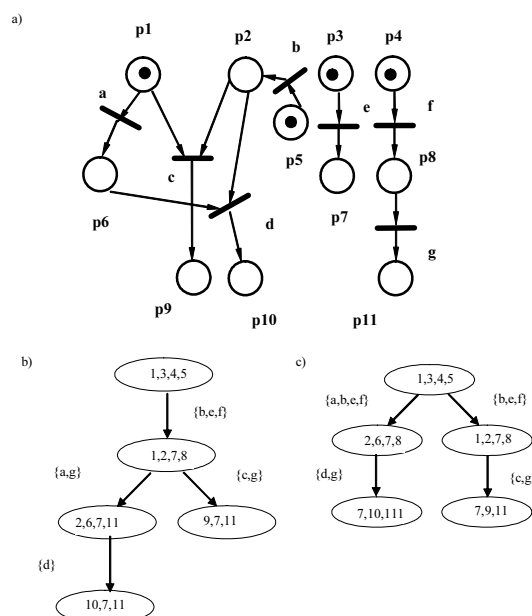 a)
p1
p2
b
p3
p4
a
e
f
p5
c
p8
p6
p7
d
g
p9
p10
p11
b)
c)
1,3,4,5
{b,e,f}
1,2,7,8
{a,g}
{c,g}
2,6,7,11
9,7,11
{d}
10,7,11
1,3,4,5
{a,b,e,f}
{b,e,f}
2,6,7,8
1,2,7,8
{d,g}
{c,g
7,10,111
7,9,11